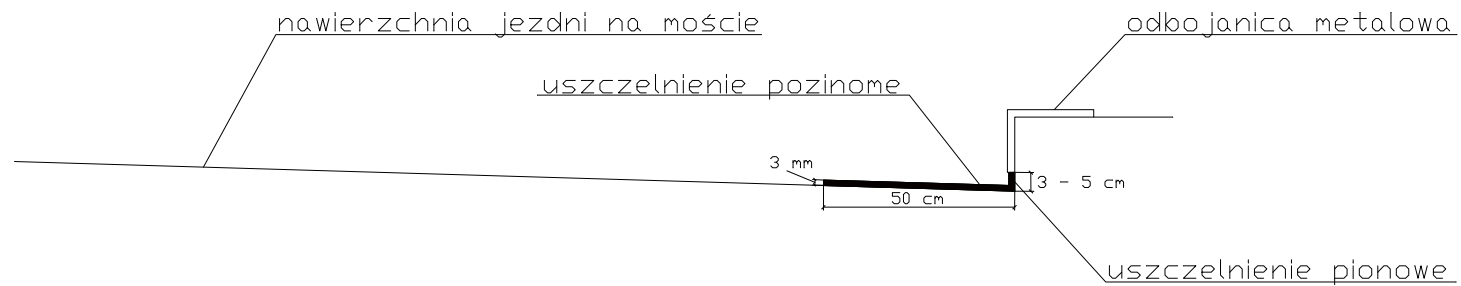 nawierzchnia jezdni na moście
odbojanica metalowa
uszczelnienie pozinome
3 mm
3 - 5 cm
50 cm
uszczelnienie pionowe